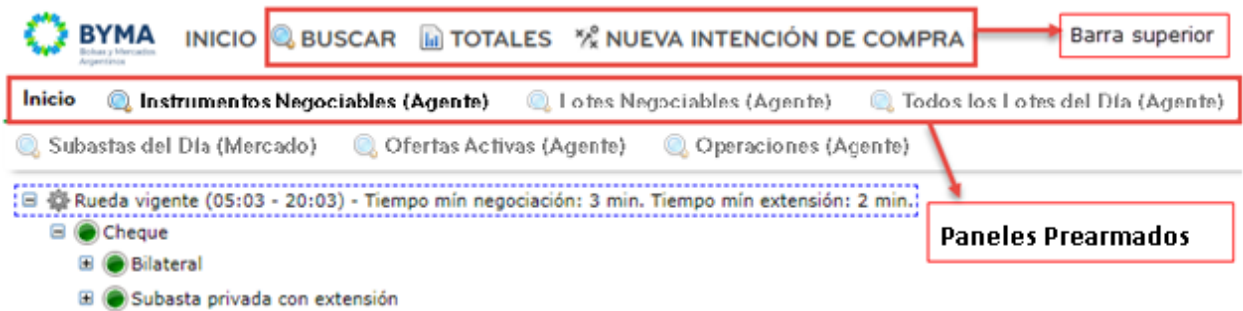 BYMA
Bolsas y Mercados
Argentinos
INICIO BUSCAR TOTALES NUEVA INTENCIÓN DE COMPRA
Barra superior
Inicio Instrumentos Negociables (Agente) Lotes Negociables (Agente) Todos los Lotes del Día (Agente)
Subastas del Día (Mercado) Ofertas Activas (Agente) Operaciones (Agente)
Rueda vigente (05:03 - 20:03) - Tiempo mín negociación: 3 min. Tiempo mín extensión: 2 min.
Cheque
Paneles Prearmados
Bilateral
Subasta privada con extensión